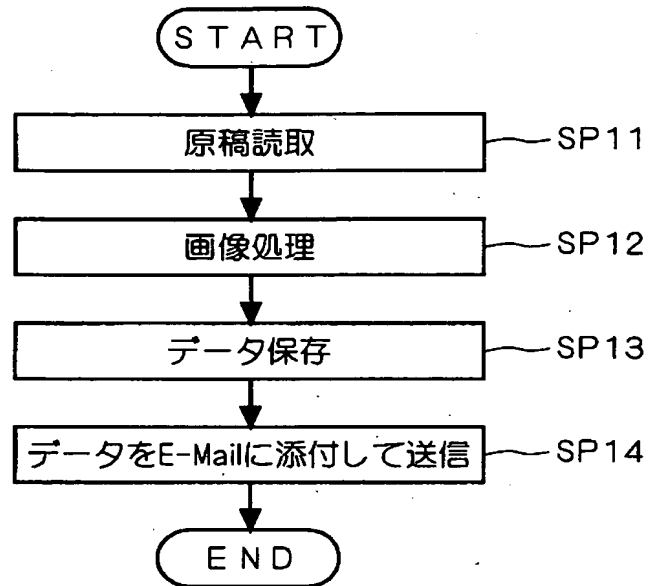 START
原稿読取 SP11
画像処理 SP12
データ保存 SP13
データをE-Mailに添付して送信 SP14
END